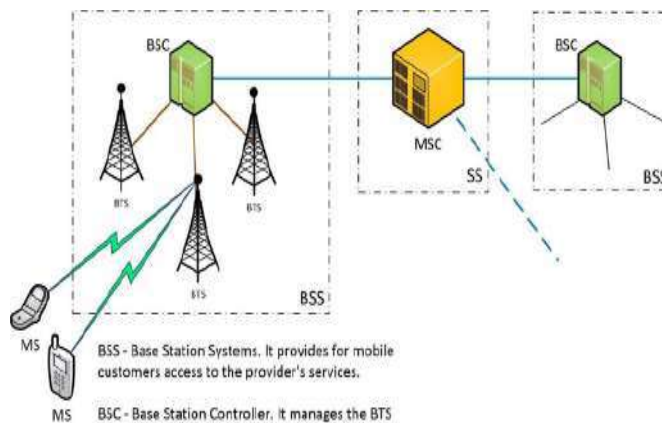 BSC
BSC
MSC
BTS
BTS
BTS
SS
BSS
BSS
MS
MS
BSS - Base Station Systems. It provides for mobile
customers access to the provider's services.
BSC - Base Station Controller. It manages the BTS